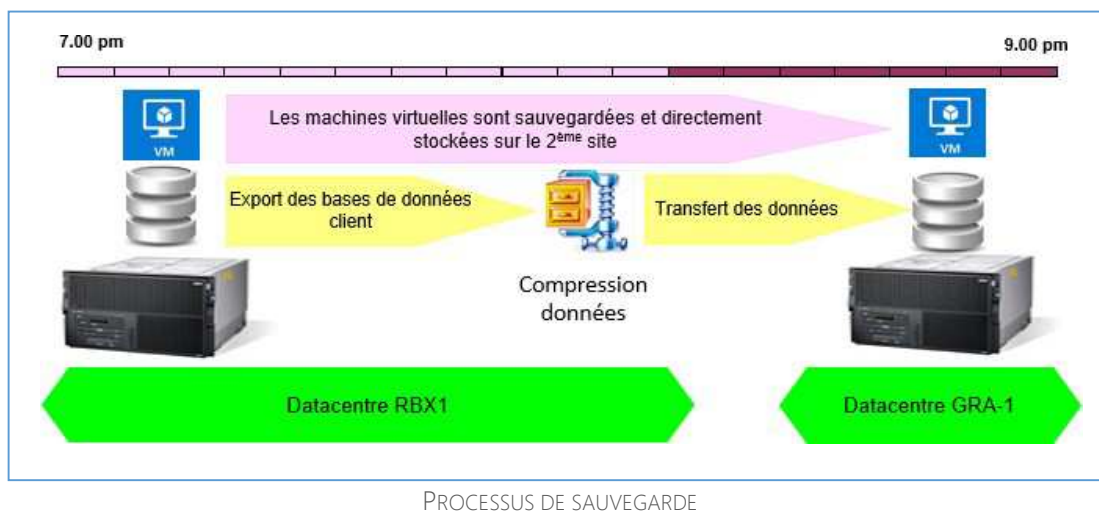 7.00 pm
9.00 pm
Les machines virtuelles sont sauvegardées et directement
stockées sur le 2ème site
VM
VM
Export des bases de données
client
Transfert des données
Compression
données
Datacentre RBX1
Datacentre GRA-1
PROCESSUS DE SAUVEGARDE